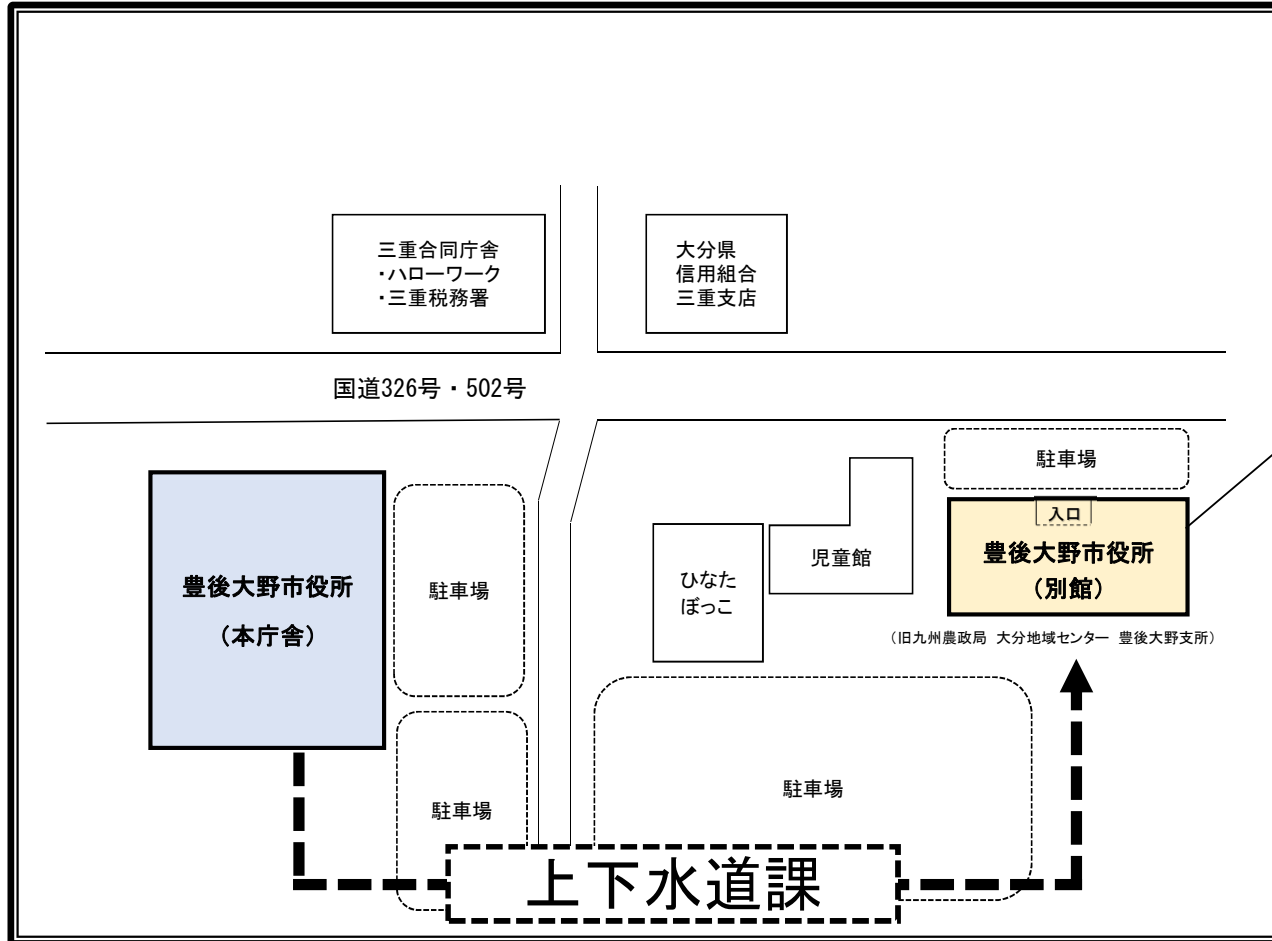 三重合同庁舎
・ハローワーク
・三重税務署
大分県
信用組合
三重支店
国道326号・502号
駐車場
入口
豊後大野市役所
（別館）
（旧九州農政局 大分地域センター 豊後大野支所）
児童館
ひなた
ぼっこ
駐車場
豊後大野市役所
（本庁舎）
駐車場
駐車場
上下水道課